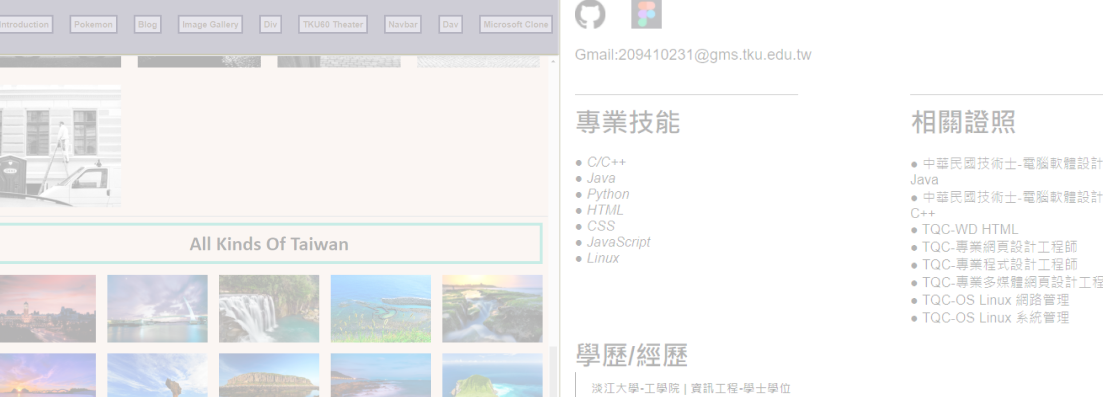 Introduction
Pokemon
Blog
Image Gallery
Div
TKU60 Theater
Navbar
Dav
Microsoft Clone
All Kinds Of Taiwan
Gmail:209410231@gms.tku.edu.tw
專業技能
● C/C++
● Java
● Python
● HTML
● CSS
● JavaScript
● Linux
相關證照
● 中華民國技術士-電腦軟體設計
Java
● 中華民國技術士-電腦軟體設計
C++
● TQC-WD HTML
● TQC-專業網頁設計工程師
● TQC-專業程式設計工程師
● TQC-專業多媒體網頁設計工程
● TQC-OS Linux 網路管理
● TQC-OS Linux 系統管理
學歷/經歷
淡江大學-工學院 | 資訊工程-學士學位